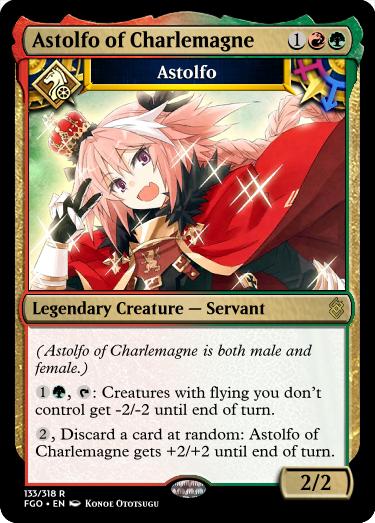 Astolfo of Charlemagne 1
Astolfo
Legendary Creature — Servant
(Astolfo of Charlemagne is both male and
female.)
1, : Creatures with flying you don't
control get -2/-2 until end of turn.
2, Discard a card at random: Astolfo of
Charlemagne gets +2/+2 until end of turn.
2/2
133/318 R
FGO • EN Konoe Ototsugu